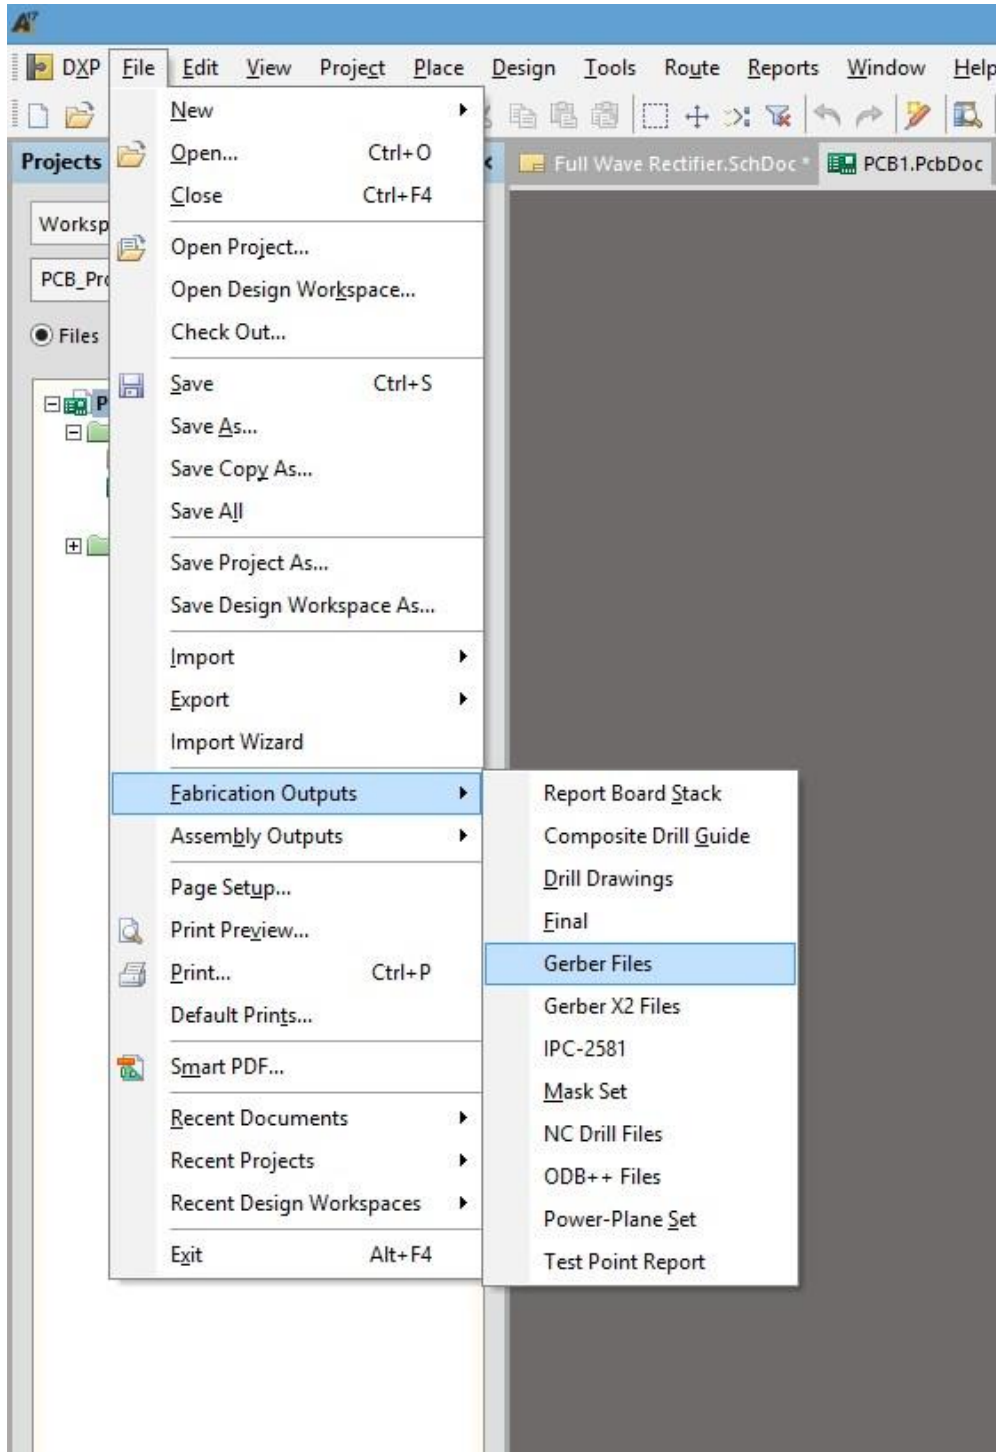 DXP File Edit View Project Place Design Tools Route Reports Window Help
Projects
Full Wave Rectifier.SchDoc * PCB1.PcbDoc
Files
New
Open... Ctrl+O
Close Ctrl+F4
Open Project...
Open Design Workspace...
Check Out...
Save Ctrl+S
Save As...
Save Copy As...
Save All
Save Project As...
Save Design Workspace As...
Import
Export
Import Wizard
Fabrication Outputs
Assembly Outputs
Page Setup...
Print Preview...
Print... Ctrl+P
Default Prints...
Smart PDF...
Recent Documents
Recent Projects
Recent Design Workspaces
Exit Alt+F4
Report Board Stack
Composite Drill Guide
Drill Drawings
Final
Gerber Files
Gerber X2 Files
IPC-2581
Mask Set
NC Drill Files
ODB++ Files
Power-Plane Set
Test Point Report